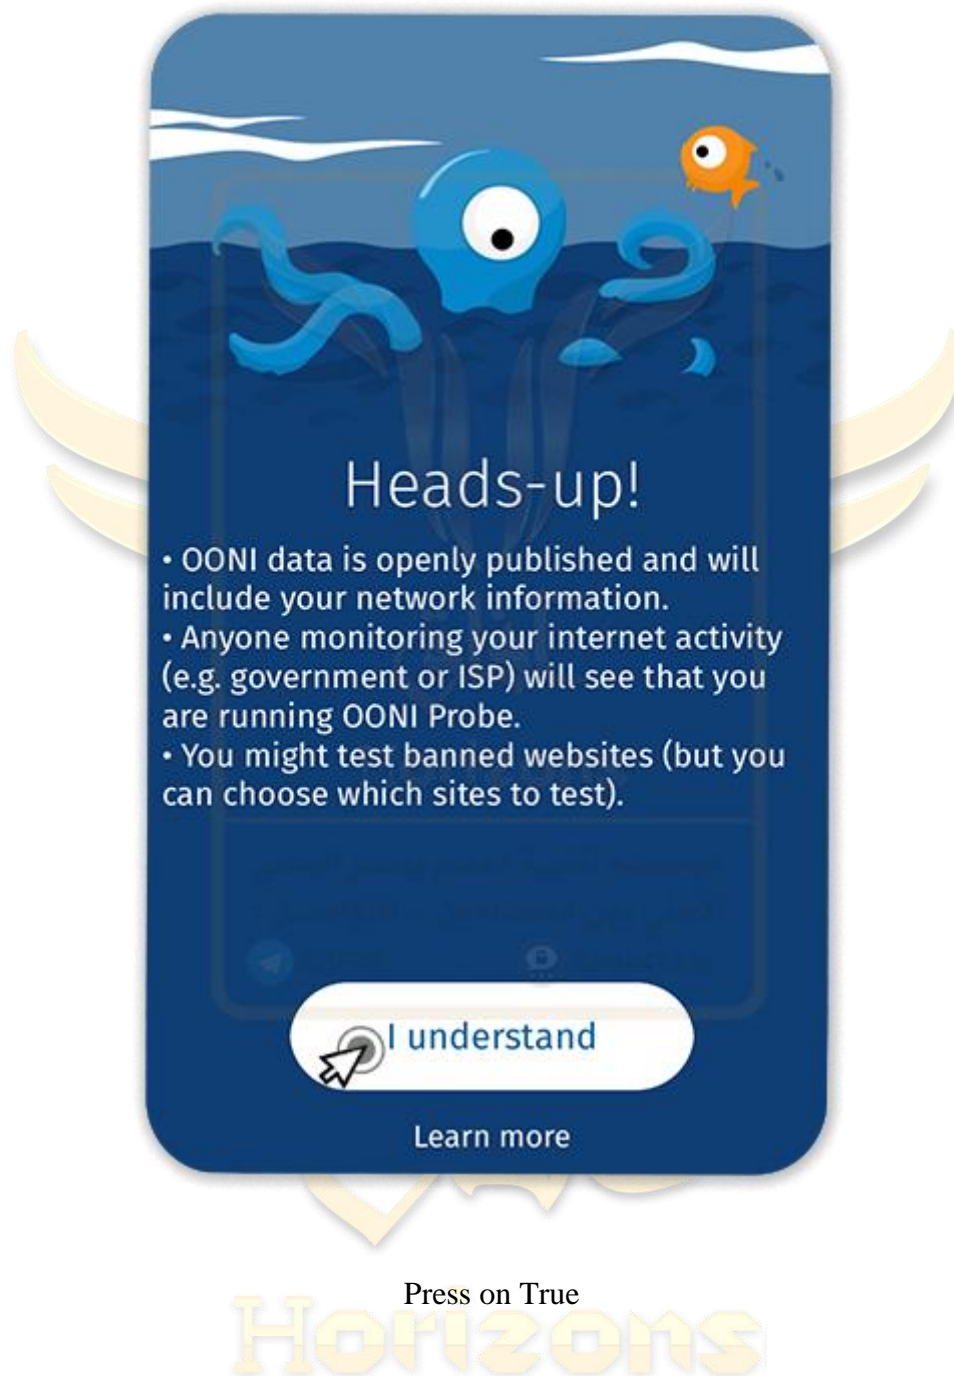 Heads-up!
• OONI data is openly published and will
include your network information.
• Anyone monitoring your internet activity
(e.g. government or ISP) will see that you
are running OONI Probe.
• You might test banned websites (but you
can choose which sites to test).
I understand
Learn more
Press on True
Horizons